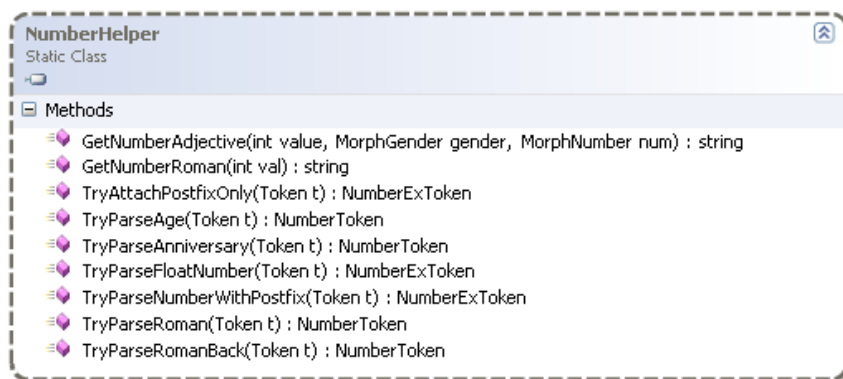 NumberHelper
Static Class
Methods
GetNumberAdjective(int value, MorphGender gender, MorphNumber num) : string
GetNumberRoman(int val) : string
TryAttachPostfixOnly(Token t) : NumberExToken
TryParseAge(Token t) : NumberToken
TryParseAnniversary(Token t) : NumberToken
TryParseFloatNumber(Token t) : NumberExToken
TryParseNumberWithPostfix(Token t) : NumberExToken
TryParseRoman(Token t) : NumberToken
TryParseRomanBack(Token t) : NumberToken